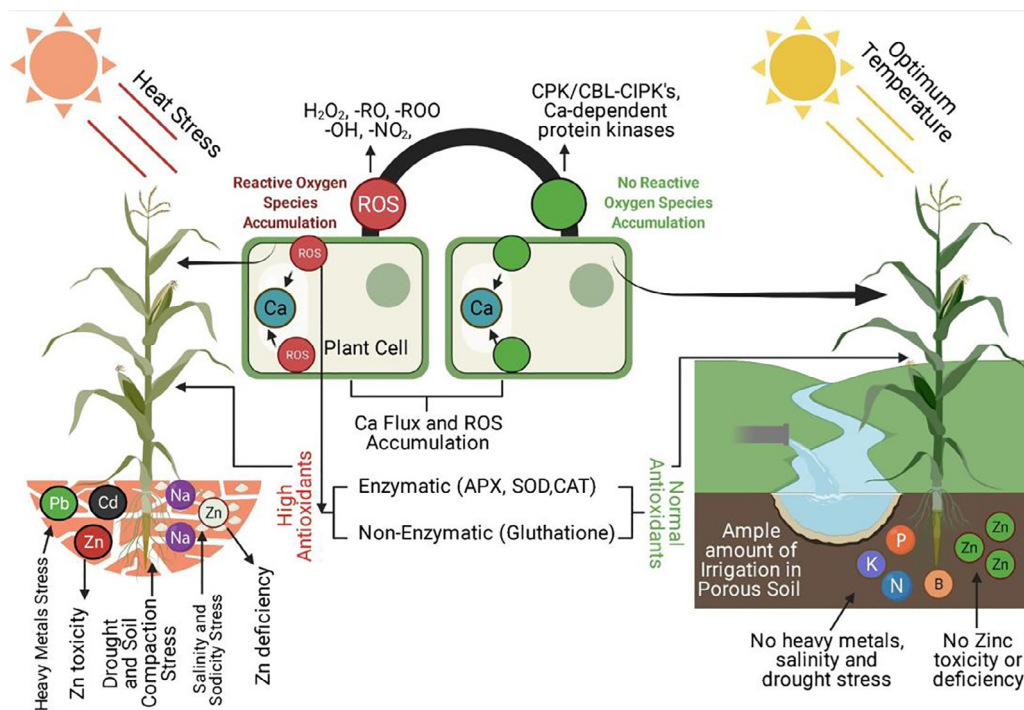 Heat Stress
Optimum
Temperature
H₂O₂, -RO, -ROO
-OH, -NO₂,
CPK/CBL-CIPK's,
Ca-dependent
protein kinases
Reactive Oxygen
Species
Accumulation
ROS
No Reactive
Oxygen Species
Accumulation
ROS
Ca
ROS
Plant Cell
Ca
Ca Flux and ROS
Accumulation
High
Antioxidants
Enzymatic (APX, SOD,CAT)
Non-Enzymatic (Gluthatione)
Normal
Antioxidants
Pb
Cd
Na
Zn
Zn
Na
Ample
amount of
Irrigation in
Porous Soil
P
K
N
B
Zn
Zn
Zn
Heavy Metals Stress
Zn toxicity
Drought
and Soil
Compaction
Stress
Salinity and
Sodicity Stress
Zn deficiency
No heavy metals,
salinity and
drought stress
No Zinc
toxicity or
deficiency